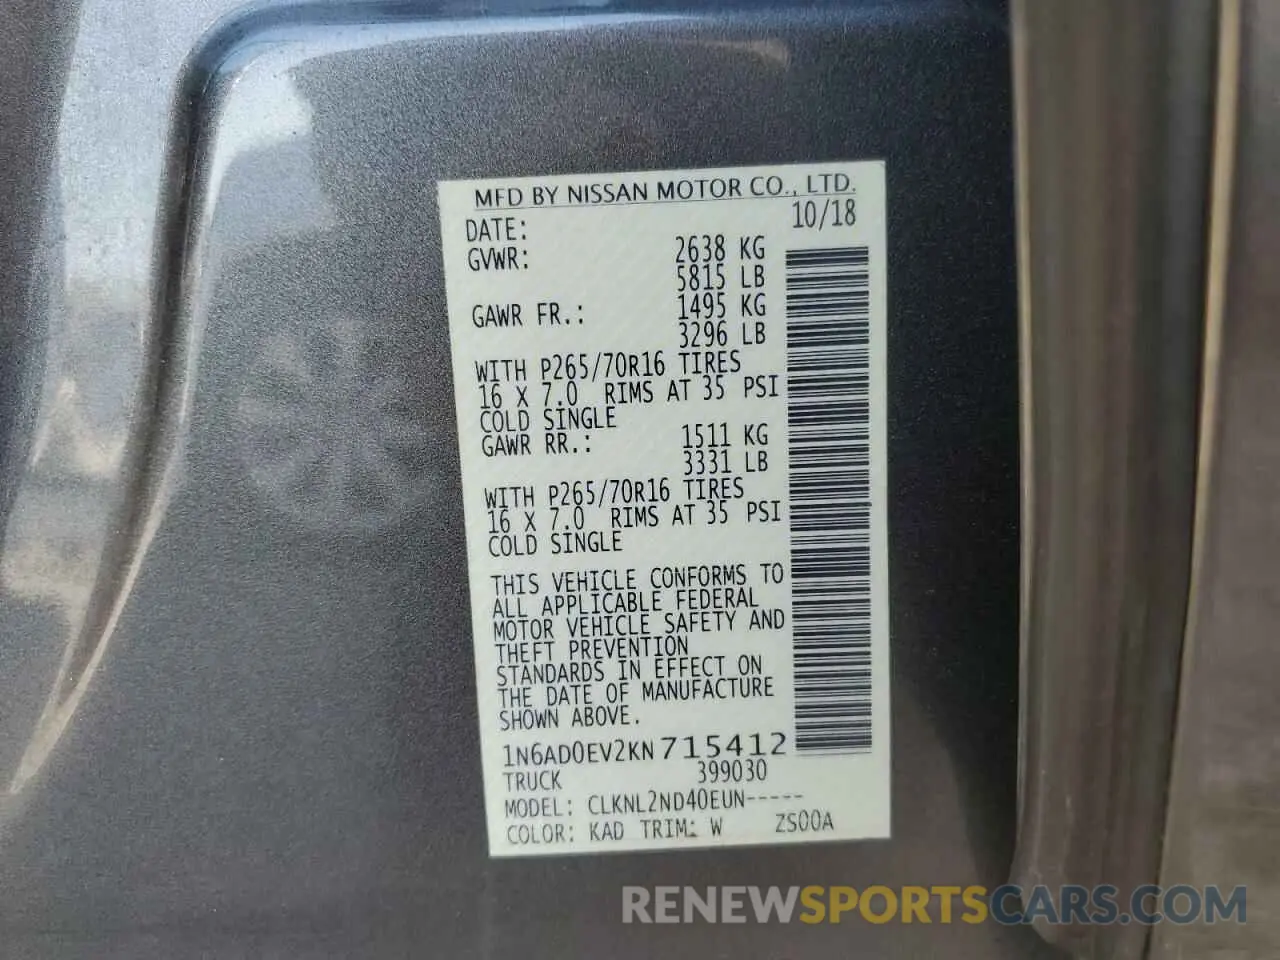 MFD BY NISSAN MOTOR CO., LTD.
DATE: 10/18
GVWR: 2638 KG
5815 LB
GAWR FR.: 1495 KG
3296 LB
WITH P265/70R16 TIRES
16 X 7.0 RIMS AT 35 PSI
COLD SINGLE
GAWR RR.: 1511 KG
3331 LB
WITH P265/70R16 TIRES
16 X 7.0 RIMS AT 35 PSI
COLD SINGLE
THIS VEHICLE CONFORMS TO
ALL APPLICABLE FEDERAL
MOTOR VEHICLE SAFETY AND
THEFT PREVENTION
STANDARDS IN EFFECT ON
THE DATE OF MANUFACTURE
SHOWN ABOVE.
1N6AD0EV2KN715412
TRUCK 399030
MODEL: CLKNL2ND40EUN-----
COLOR: KAD TRIM: W ZS00A
RENEWSPORTSCARS.COM